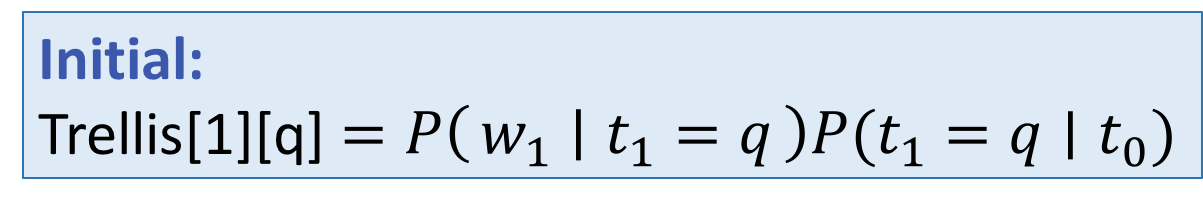 Initial:
Trellis[1][q] = P( w₁ | t₁ = q )P(t₁ = q | t₀)